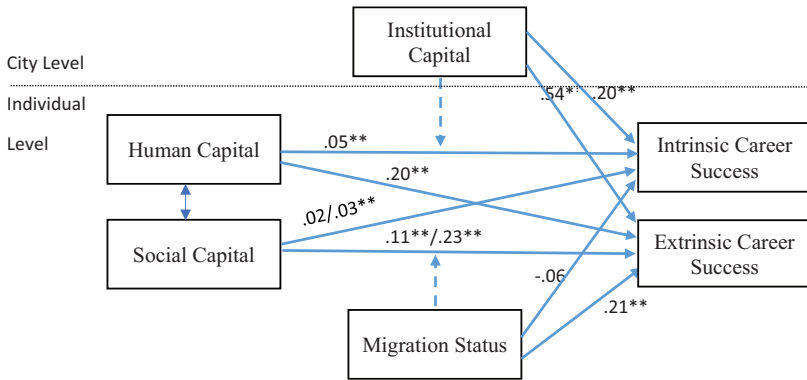 Institutional
Capital
City Level
Individual
Level
.54*
.20**
Human Capital
.05**
Intrinsic Career
Success
.20**
.02/.03**
Social Capital
.11**/.23**
Extrinsic Career
Success
-.06
.21**
Migration Status